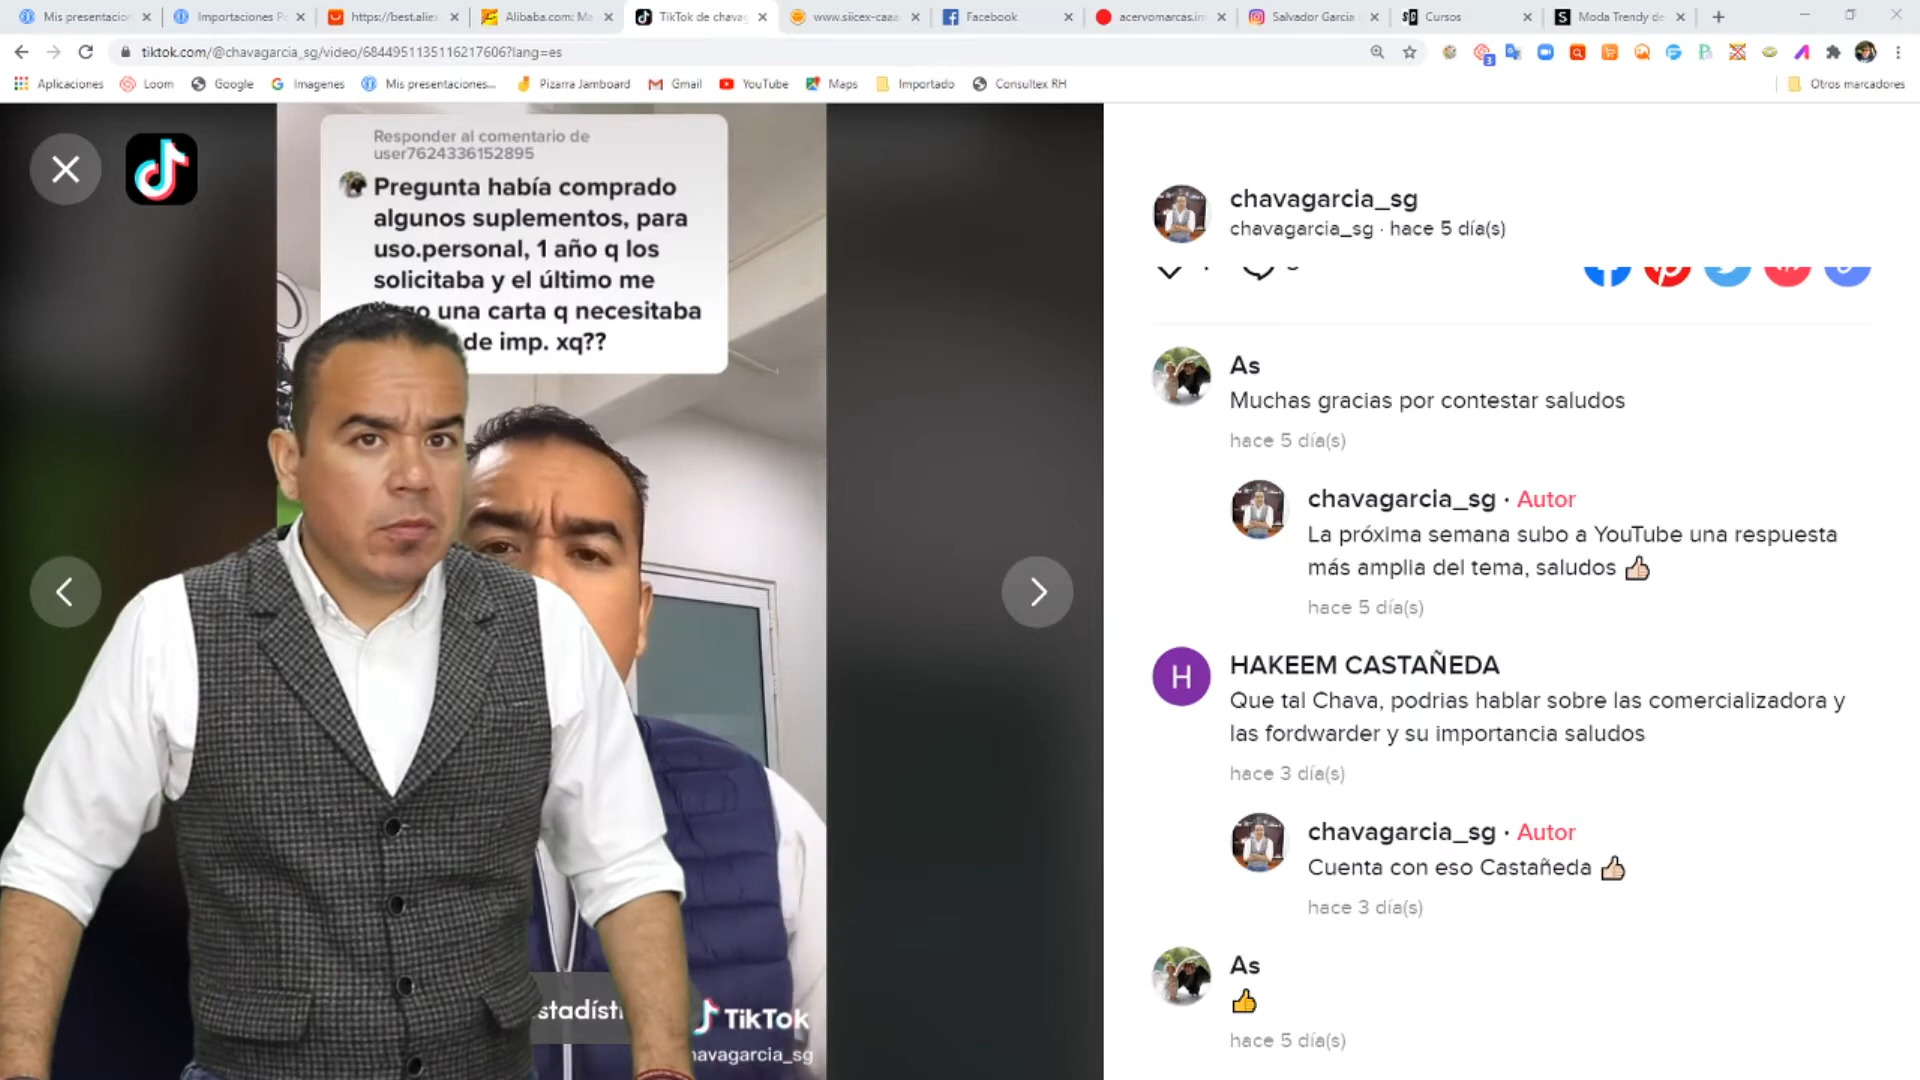 Mis presentacion
Importaciones P
https://best.aliex
Alibaba.com: Ma
TikTok de chavag
www.siicex-caaa
Facebook
acervomarcas.im
Salvador Garcia
Cursos
Moda Trendy de
tiktok.com/@chavagarcia_sg/video/6844951135116217606?lang=es
Aplicaciones
Loom
Google
Imagenes
Mis presentaciones...
Pizarra Jamboard
Gmail
YouTube
Maps
Importado
Consultex RH
Otros marcadores
Responder al comentario de
user7624336152895
Pregunta había comprado
algunos suplementos, para
uso.personal, 1 año q los
solicitaba y el último me
una carta q necesitaba
de imp. xq??
stadíst
TikTok
havagarcia_sg
chavagarcia_sg
chavagarcia_sg · hace 5 día(s)
As
Muchas gracias por contestar saludos
hace 5 día(s)
chavagarcia_sg · Autor
La próxima semana subo a YouTube una respuesta
más amplia del tema, saludos 👍🏻
hace 5 día(s)
H
HAKEEM CASTAÑEDA
Que tal Chava, podrias hablar sobre las comercializadora y
las fordwarder y su importancia saludos
hace 3 día(s)
chavagarcia_sg · Autor
Cuenta con eso Castañeda 👍🏻
hace 3 día(s)
As
👍
hace 5 día(s)